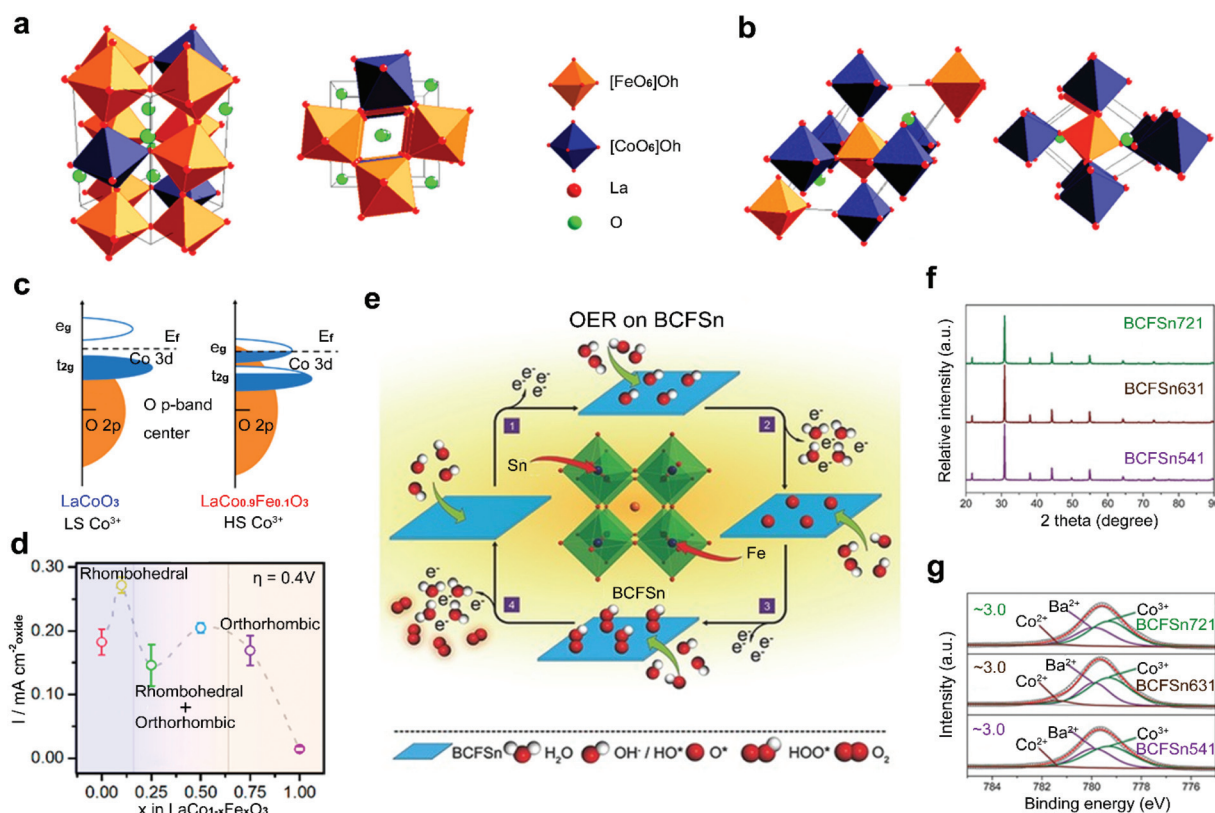 a
b
[FeO₆]Oh
[CoO₆]Oh
La
O
c
eg
Ef
Co 3d
t2g
O 2p
O p-band
center
LaCoO₃
LS Co³⁺
Ef
eg
Co 3d
t2g
O 2p
LaCo0.9Fe0.1O₃
HS Co³⁺
d
I / mA cm⁻²oxide
0.30
0.20
0.10
0.00
Rhombohedral
η = 0.4V
Orthorhombic
Rhombohedral
+
Orthorhombic
0.00 0.25 0.50 0.75 1.00
x in LaCo1-xFexO₃
e
OER on BCFSn
e⁻ e⁻
e⁻ e⁻
1
2
e⁻
e⁻ e⁻
e⁻
Sn
Fe
BCFSn
e⁻
e⁻ e⁻
e⁻
4
3
e⁻ e⁻
e⁻ e⁻
BCFSn H₂O OH⁻ / HO* O* HOO* O₂
f
Relative intensity (a.u.)
BCFSn721
BCFSn631
BCFSn541
20 30 40 50 60 70 80 90
2 theta (degree)
g
Intensity (a.u.)
~3.0
Co²⁺
Ba²⁺
Co³⁺
BCFSn721
~3.0
Co²⁺
Ba²⁺
Co³⁺
BCFSn631
~3.0
Co²⁺
Ba²⁺
Co³⁺
BCFSn541
784 782 780 778 776
Binding energy (eV)